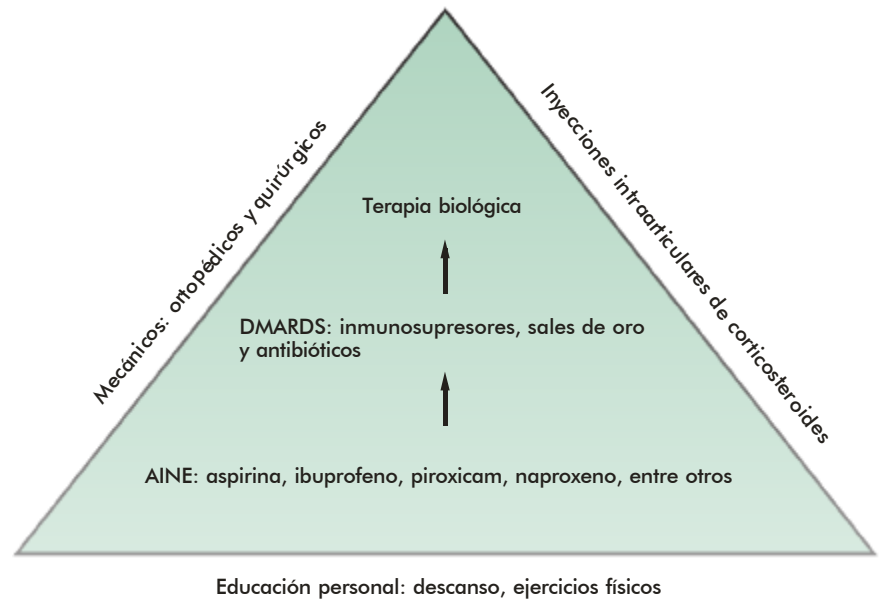 Mecánicos: ortopédicos y quirúrgicos
Inyecciones intraarticulares de corticosteroides
Terapia biológica
DMARDS: inmunosupresores, sales de oro
y antibióticos
AINE: aspirina, ibuprofeno, piroxicam, naproxeno, entre otros
Educación personal: descanso, ejercicios físicos